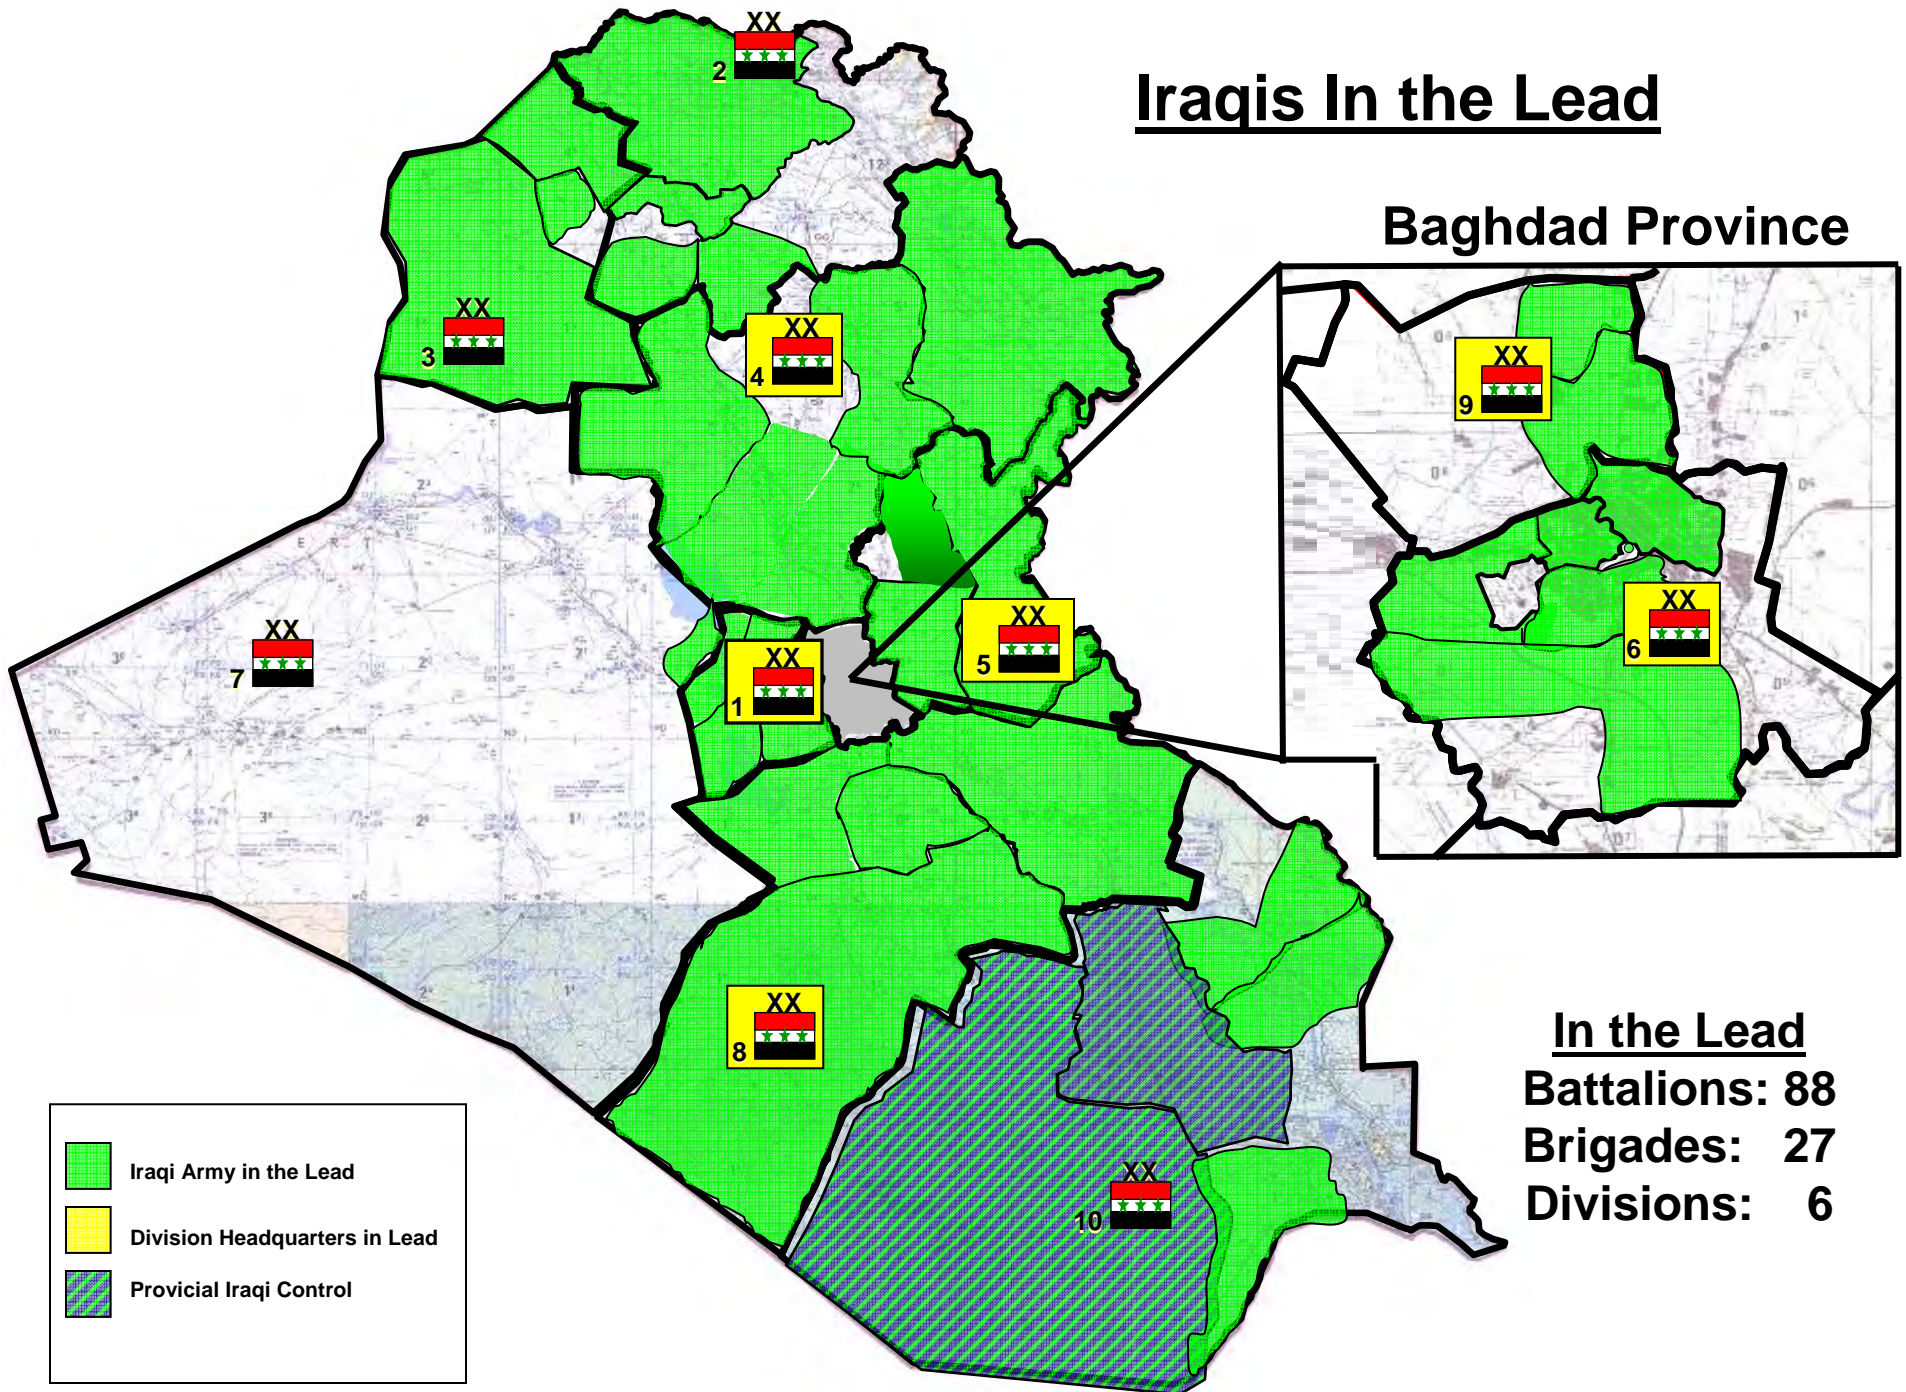 Iraqis In the Lead
Baghdad Province
XX
2
XX
3
XX
4
XX
9
XX
6
XX
5
XX
7
XX
1
XX
8
XX
10
In the Lead
Battalions: 88
Brigades: 27
Divisions: 6
Iraqi Army in the Lead
Division Headquarters in Lead
Provicial Iraqi Control